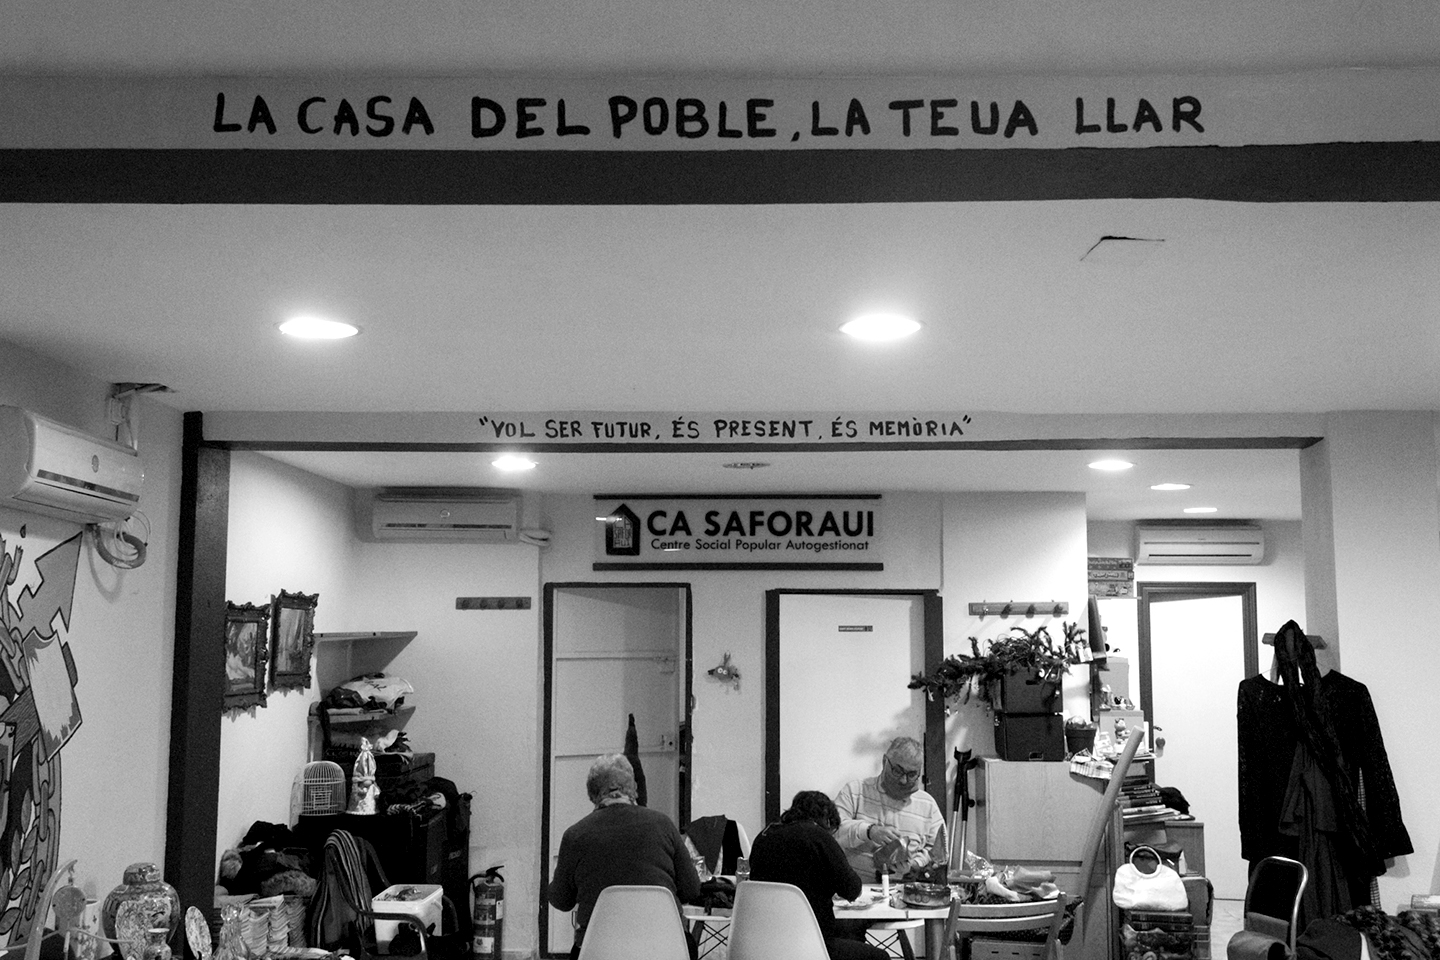 LA CASA DEL POBLE, LA TEUA LLAR
"VOL SER FUTUR, ÉS PRESENT, ÉS MEMÒRIA"
CA SAFORAUI
Centre Social Popular Autogestionat